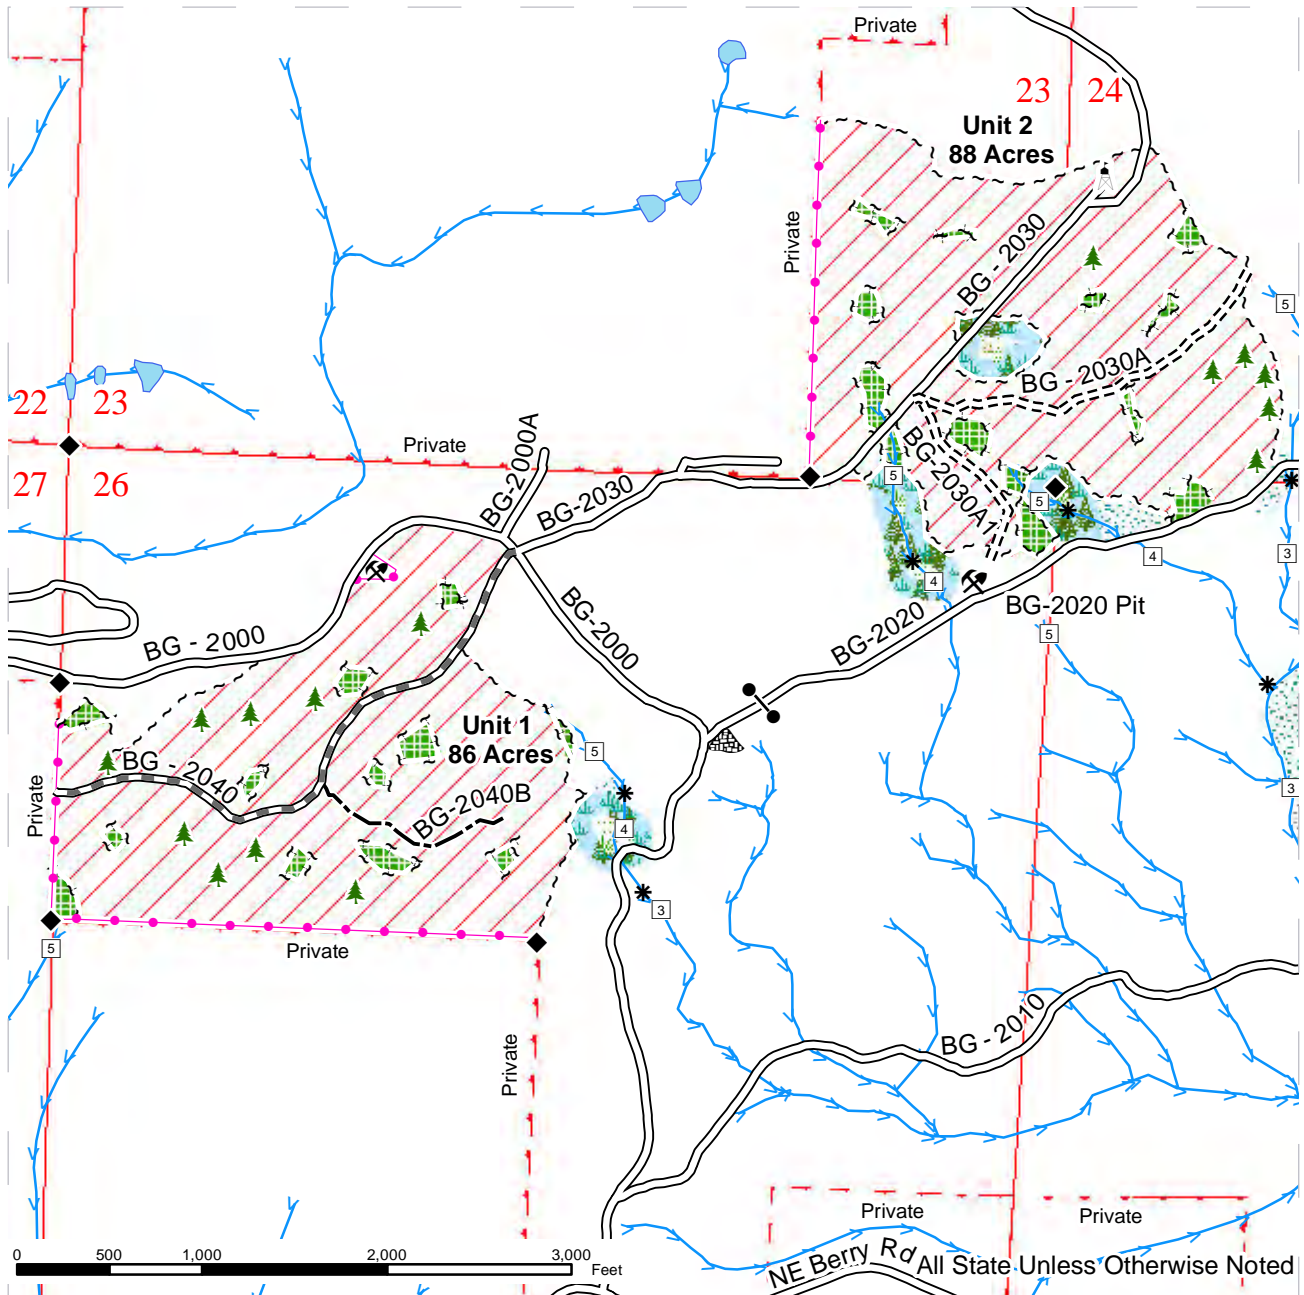 Private
23 24
Unit 2
88 Acres
Private
BG - 2030
5
BG - 2030A
22 23
Private
27 26
BG-2000A
BG-2030
5
BG-2030A1
5
4
4
3
BG-2020 Pit
5
BG - 2000
BG-2000
BG-2020
Unit 1
86 Acres
5
BG - 2040
BG-2040B
Private
4
3
3
5
Private
Private
BG - 2010
Private
Private
NE Berry Rd
All State Unless Otherwise Noted
0 500 1,000 2,000 3,000
Feet